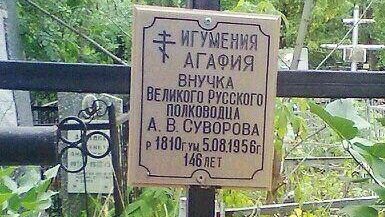 ИГУМЕНИЯ
АГАФИЯ
ВНУЧКА
ВЕЛИКОГО РУССКОГО
ПОЛКОВОДЦА
А. В. СУВОРОВА
Р 1810г. УМ. 5.08.1956г.
146 ЛЕТ